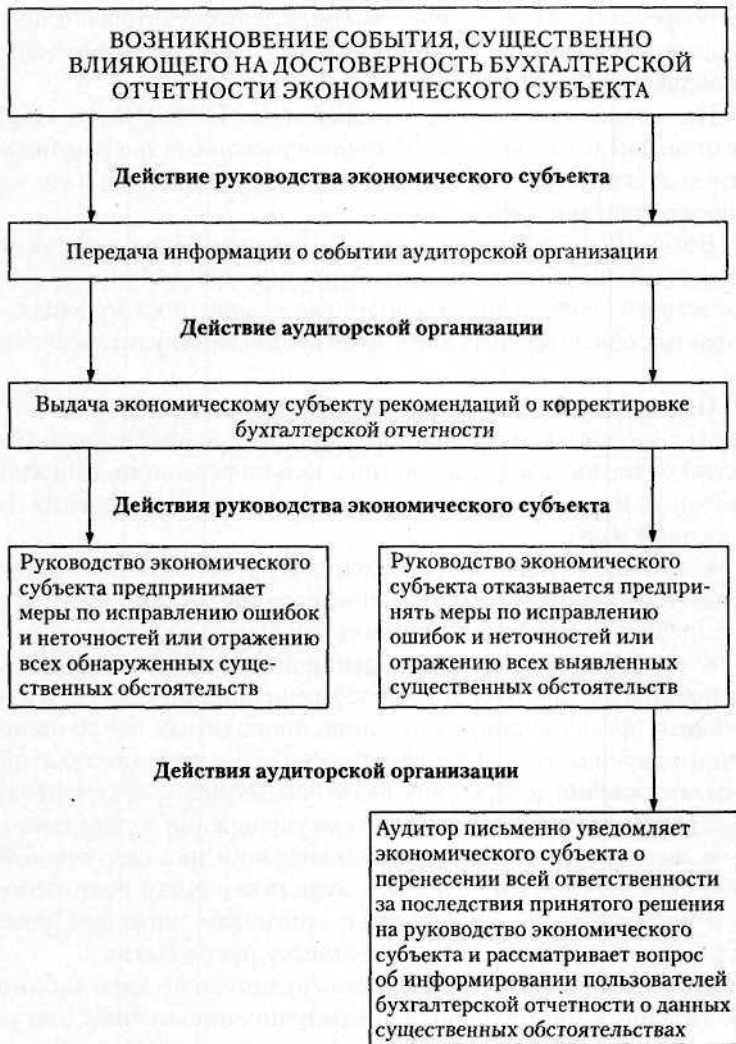 ВОЗНИКНОВЕНИЕ СОБЫТИЯ, СУЩЕСТВЕННО
ВЛИЯЮЩЕГО НА ДОСТОВЕРНОСТЬ БУХГАЛТЕРСКОЙ
ОТЧЕТНОСТИ ЭКОНОМИЧЕСКОГО СУБЪЕКТА
Действие руководства экономического субъекта
Передача информации о событии аудиторской организации
Действие аудиторской организации
Выдача экономическому субъекту рекомендаций о корректировке
бухгалтерской отчетности
Действия руководства экономического субъекта
Руководство экономического
субъекта предпринимает
меры по исправлению ошибок
и неточностей или отражению
всех обнаруженных суще-
ственных обстоятельств
Руководство экономического
субъекта отказывается предпри-
нять меры по исправлению
ошибок и неточностей или
отражению всех выявленных
существенных обстоятельств
Действия аудиторской организации
Аудитор письменно уведомляет
экономического субъекта о
перенесении всей ответственности
за последствия принятого решения
на руководство экономического
субъекта и рассматривает вопрос
об информировании пользователей
бухгалтерской отчетности о данных
существенных обстоятельствах